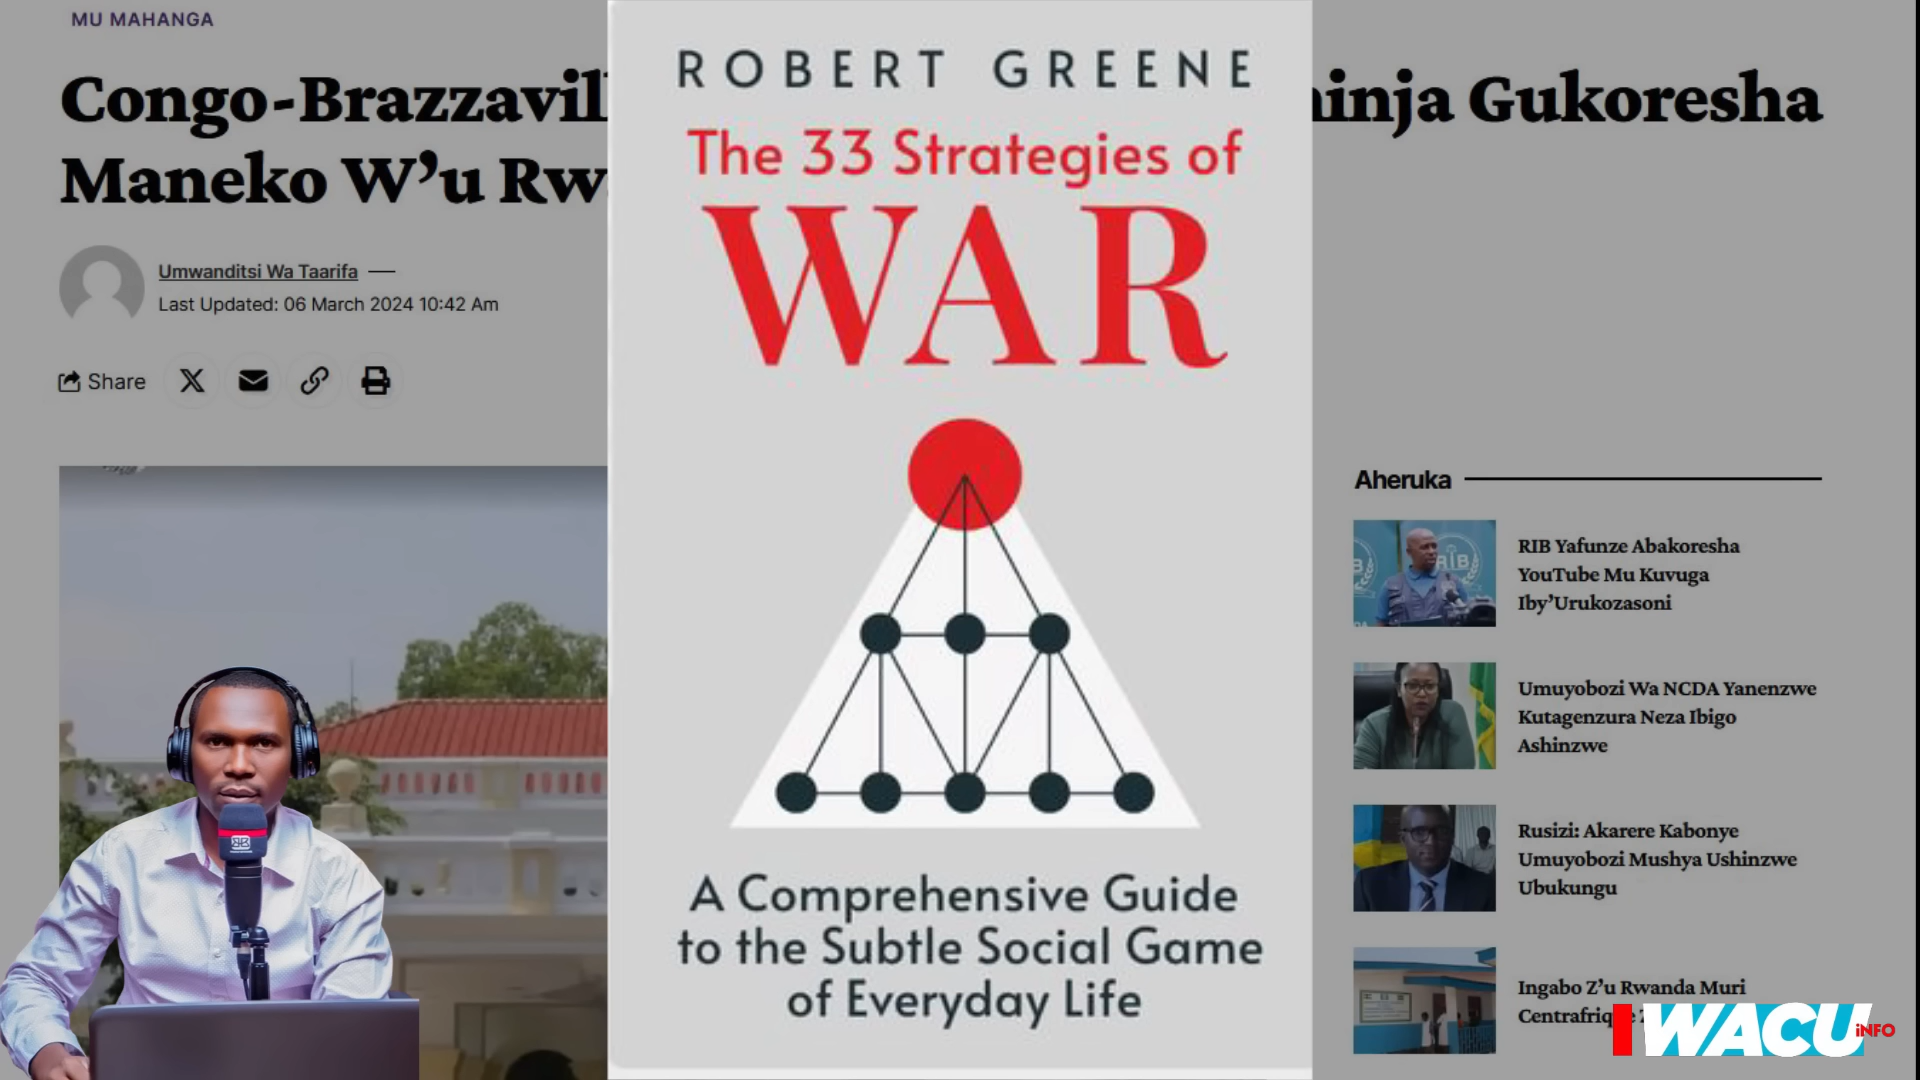 MU MAHANGA
Congo-Brazzavil
ninja Gukoresha
Maneko W’u Rw
Umwanditsi Wa Taarifa
Last Updated: 06 March 2024 10:42 Am
Share
ROBERT GREENE
The 33 Strategies of
WAR
A Comprehensive Guide
to the Subtle Social Game
of Everyday Life
Aheruka
RIB Yafunze Abakoresha
YouTube Mu Kuvuga
Iby’Urukozasoni
Umuyobozi Wa NCDA Yanenzwe
Kutagenzura Neza Ibigo
Ashinzwe
Rusizi: Akarere Kabonye
Umuyobozi Mushya Ushinzwe
Ubukungu
Ingabo Z’u Rwanda Muri
Centrafriq
IWACU
iNFO